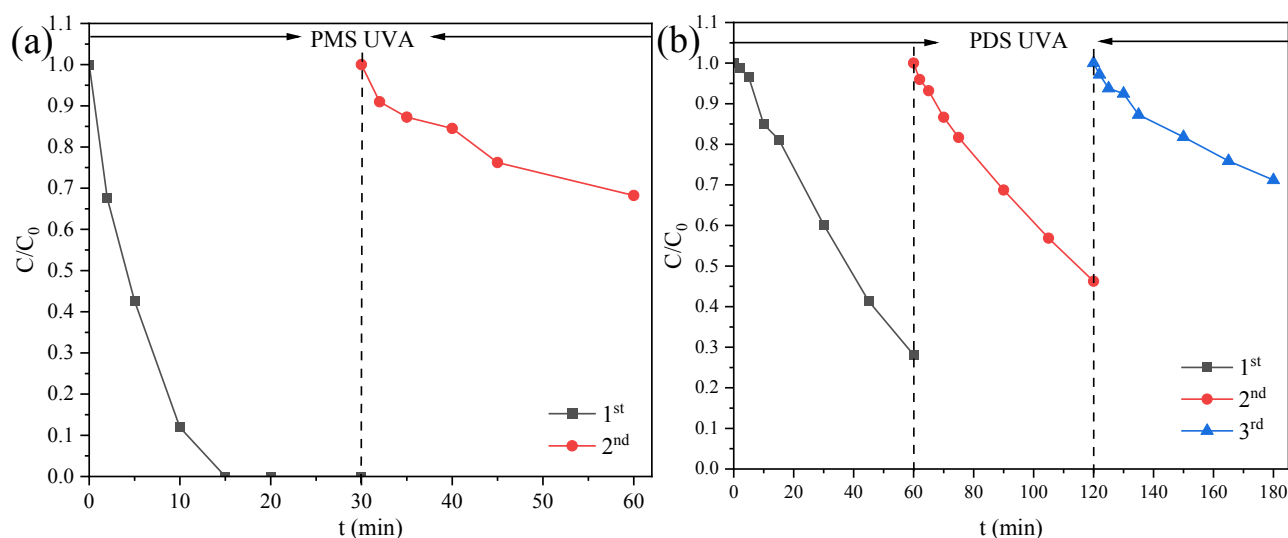 (a)
PMS UVA
C/C₀
1.1
1.0
0.9
0.8
0.7
0.6
0.5
0.4
0.3
0.2
0.1
0.0
0 10 20 30 40 50 60
t (min)
1ˢᵗ
2ⁿᵈ
(b)
PDS UVA
C/C₀
1.1
1.0
0.9
0.8
0.7
0.6
0.5
0.4
0.3
0.2
0.1
0.0
0 20 40 60 80 100 120 140 160 180
t (min)
1ˢᵗ
2ⁿᵈ
3ʳᵈ